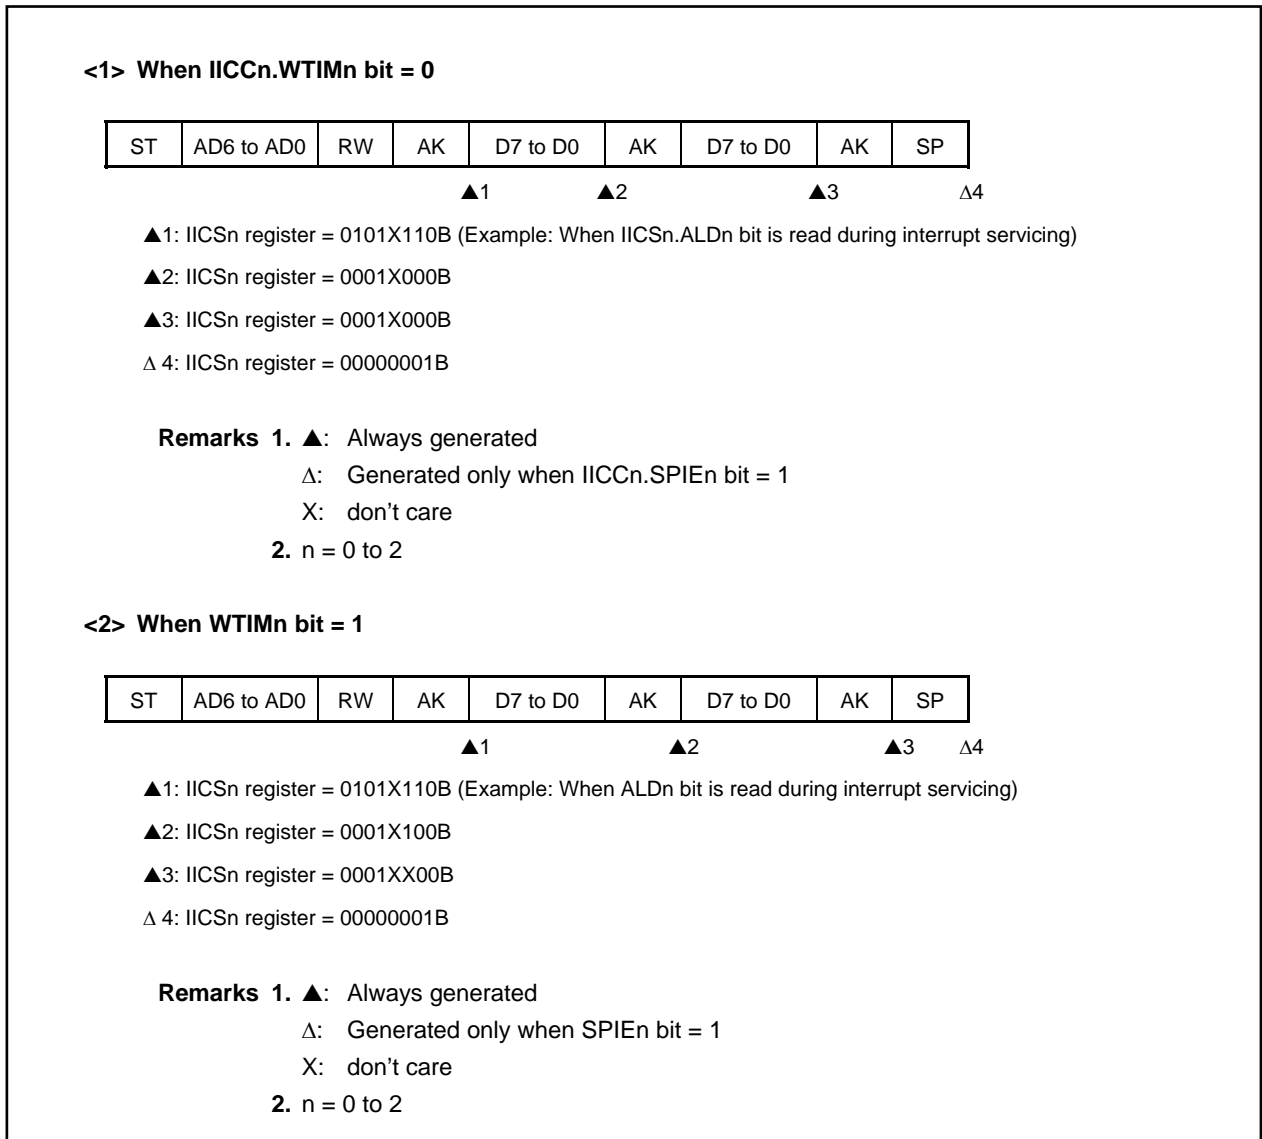 <1> When IICCn.WTIMn bit = 0
ST AD6 to AD0 RW AK D7 to D0 AK D7 to D0 AK SP
▲1 ▲2 ▲3 Δ4
▲1: IICSn register = 0101X110B (Example: When IICSn.ALDn bit is read during interrupt servicing)
▲2: IICSn register = 0001X000B
▲3: IICSn register = 0001X000B
Δ 4: IICSn register = 00000001B
Remarks 1. ▲: Always generated
Δ: Generated only when IICCn.SPIEn bit = 1
X: don't care
2. n = 0 to 2
<2> When WTIMn bit = 1
ST AD6 to AD0 RW AK D7 to D0 AK D7 to D0 AK SP
▲1 ▲2 ▲3 Δ4
▲1: IICSn register = 0101X110B (Example: When ALDn bit is read during interrupt servicing)
▲2: IICSn register = 0001X100B
▲3: IICSn register = 0001XX00B
Δ 4: IICSn register = 00000001B
Remarks 1. ▲: Always generated
Δ: Generated only when SPIEn bit = 1
X: don't care
2. n = 0 to 2